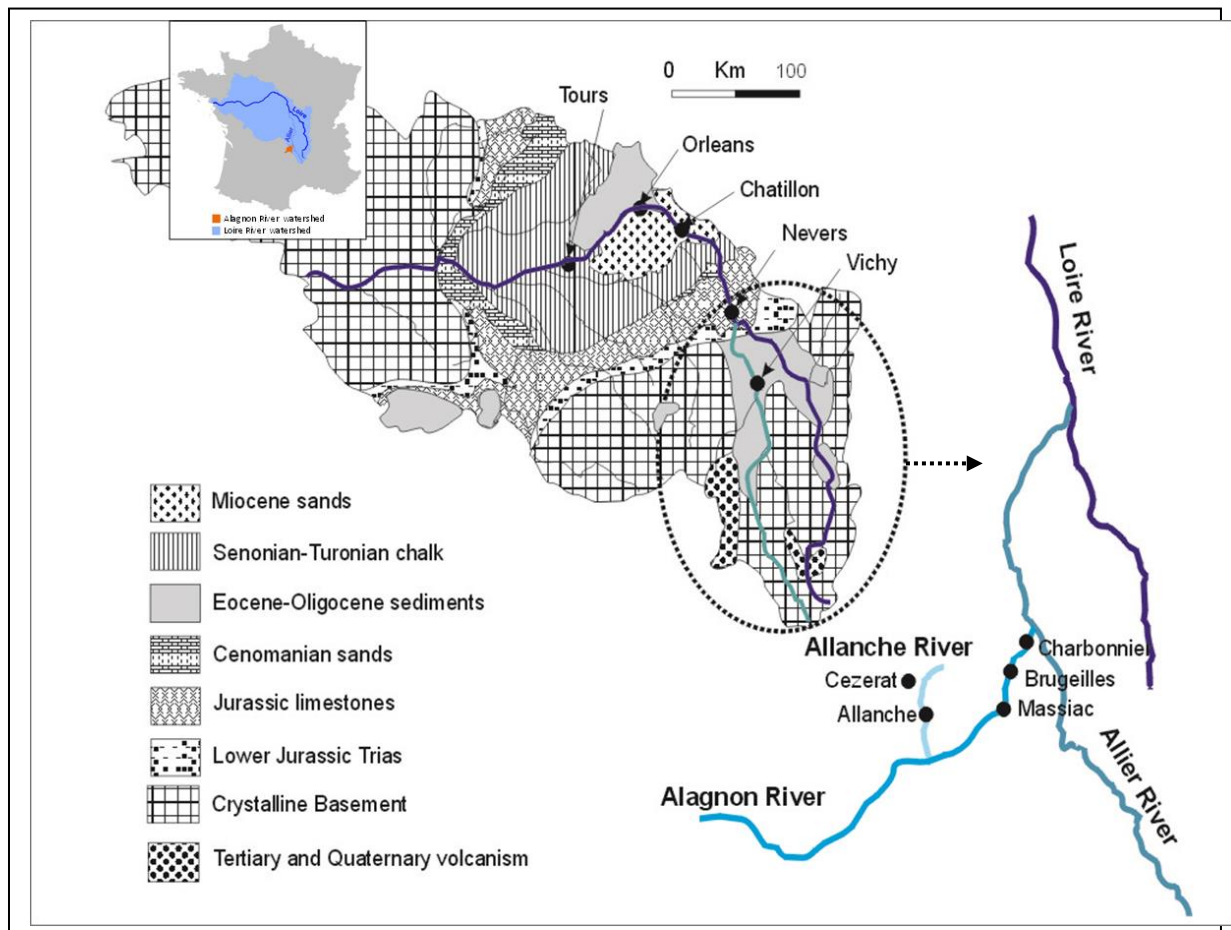 Loire
Allier
Alagnon River watershed
Loire River watershed
0 Km 100
Tours
Orleans
Chatillon
Nevers
Vichy
Miocene sands
Senonian-Turonian chalk
Eocene-Oligocene sediments
Cenomanian sands
Jurassic limestones
Lower Jurassic Trias
Crystalline Basement
Tertiary and Quaternary volcanism
Loire River
Allanche River
Cezerat
Allanche
Charbonnier
Brugeilles
Massiac
Alagnon River
Allier River